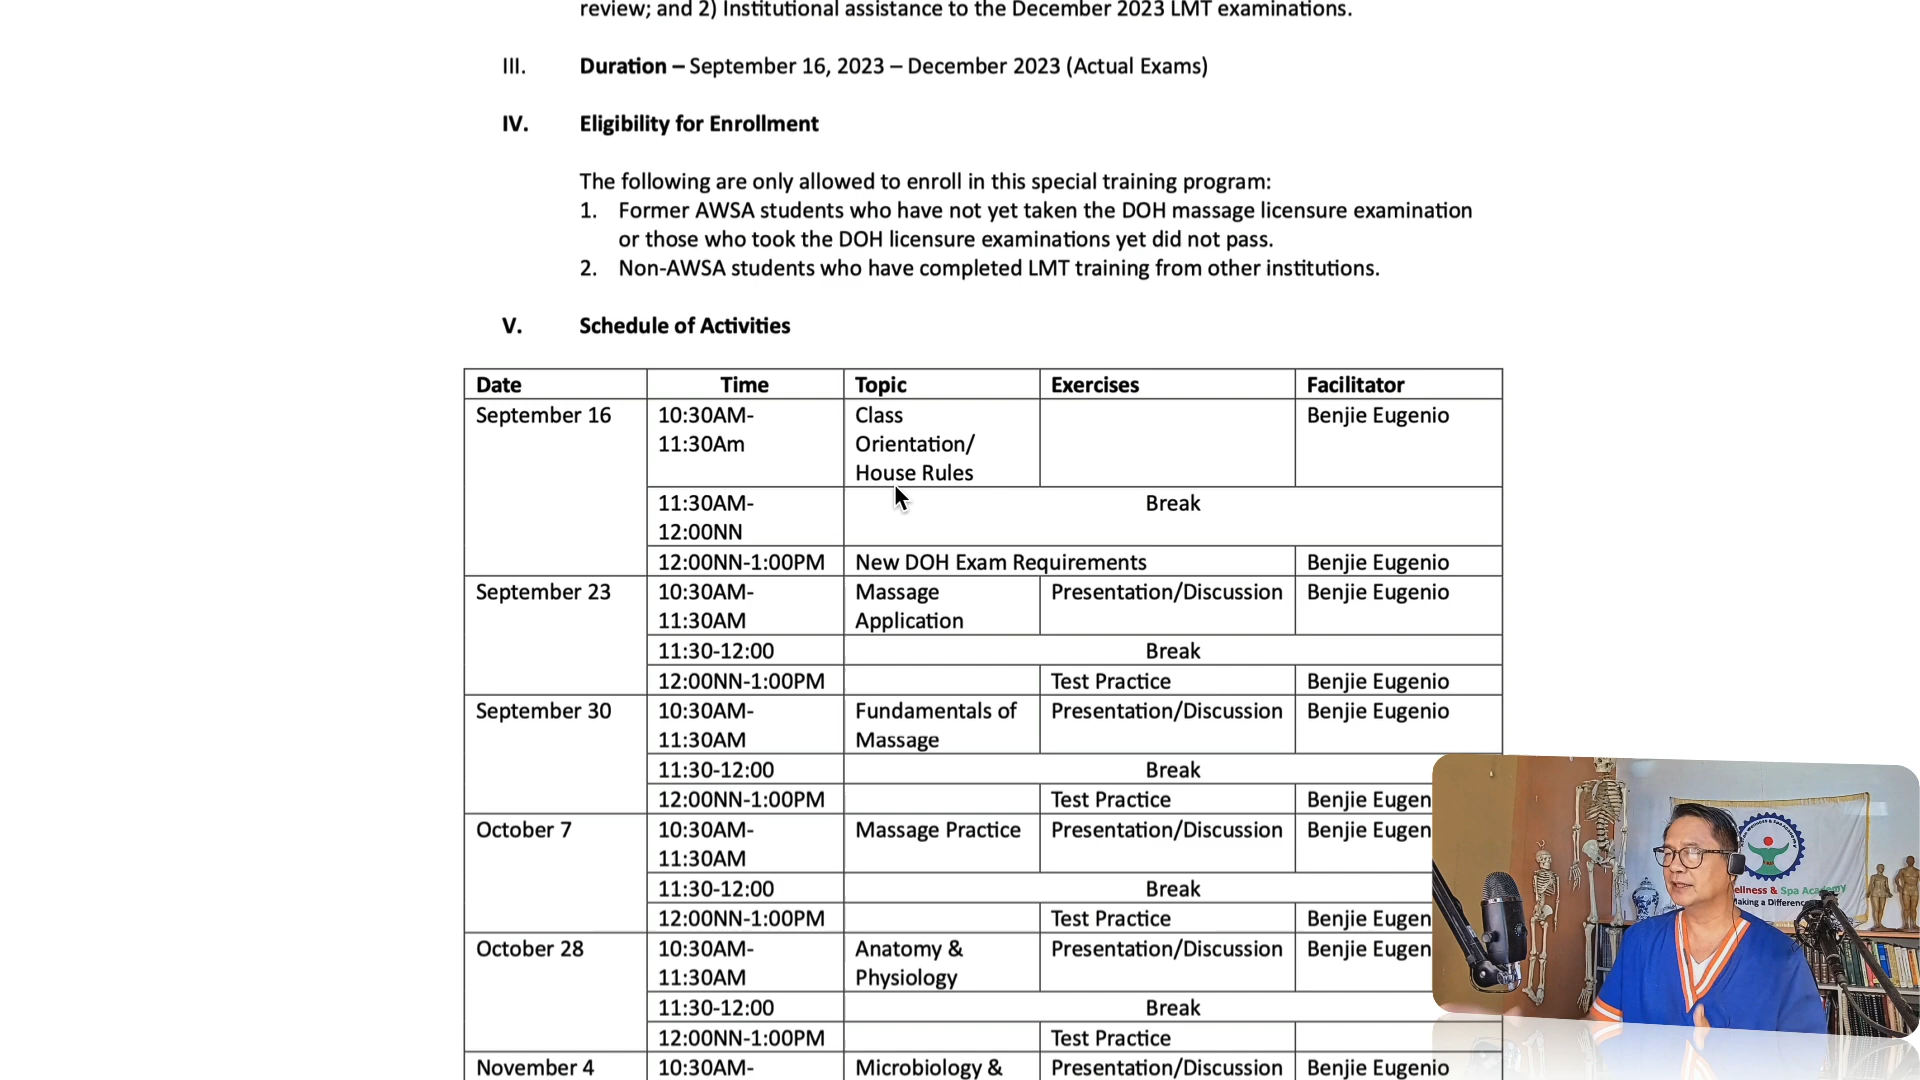 review; and 2) Institutional assistance to the December 2023 LMT examinations.
III. Duration – September 16, 2023 – December 2023 (Actual Exams)
IV. Eligibility for Enrollment
The following are only allowed to enroll in this special training program:
1. Former AWSA students who have not yet taken the DOH massage licensure examination
or those who took the DOH licensure examinations yet did not pass.
2. Non-AWSA students who have completed LMT training from other institutions.
V. Schedule of Activities
Date Time Topic Exercises Facilitator
September 16 10:30AM- Class Benjie Eugenio
11:30Am Orientation/
House Rules
11:30AM- Break
12:00NN
12:00NN-1:00PM New DOH Exam Requirements Benjie Eugenio
September 23 10:30AM- Massage Presentation/Discussion Benjie Eugenio
11:30AM Application
11:30-12:00 Break
12:00NN-1:00PM Test Practice Benjie Eugenio
September 30 10:30AM- Fundamentals of Presentation/Discussion Benjie Eugenio
11:30AM Massage
11:30-12:00 Break
12:00NN-1:00PM Test Practice Benjie Eugen
October 7 10:30AM- Massage Practice Presentation/Discussion Benjie Eugen
11:30AM
11:30-12:00 Break
12:00NN-1:00PM Test Practice Benjie Eugen
October 28 10:30AM- Anatomy & Presentation/Discussion Benjie Eugen
11:30AM Physiology
11:30-12:00 Break
12:00NN-1:00PM Test Practice
November 4 10:30AM- Microbiology & Presentation/Discussion Benjie Eugenio
ellness & Spa Academy
Making a Difference